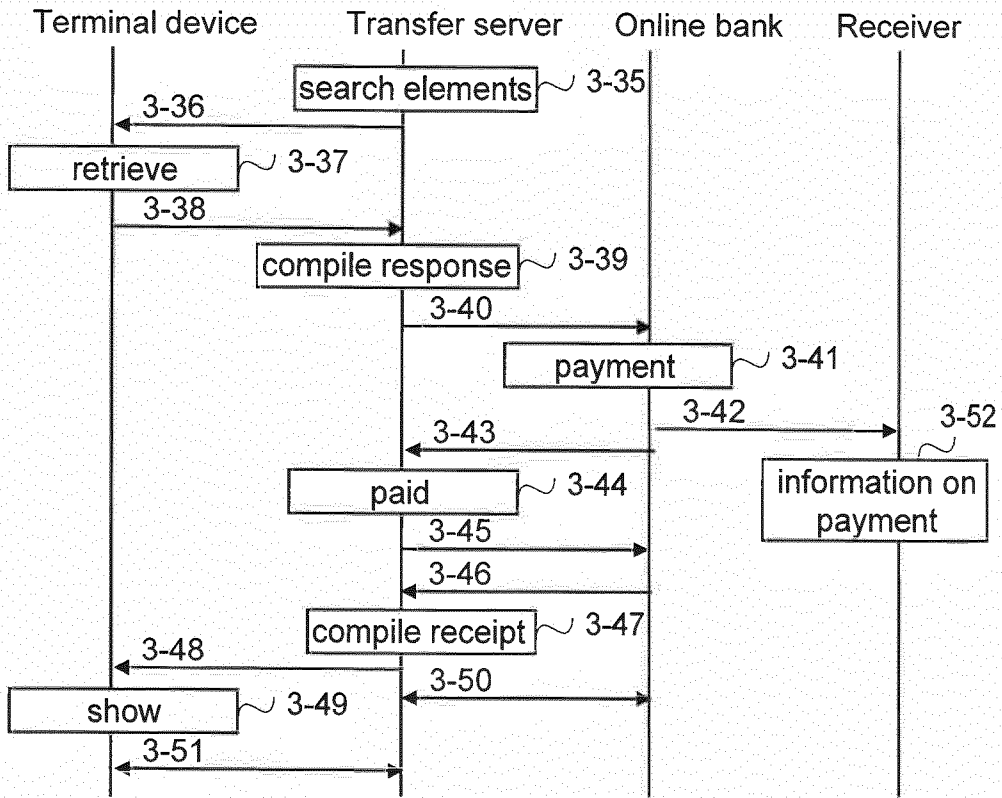 Terminal device Transfer server Online bank Receiver
search elements 3-35
3-36
retrieve 3-37
3-38
compile response 3-39
3-40
payment 3-41
3-42
3-43
3-52
paid 3-44
information on
payment
3-45
3-46
compile receipt 3-47
3-48
3-50
show 3-49
3-51